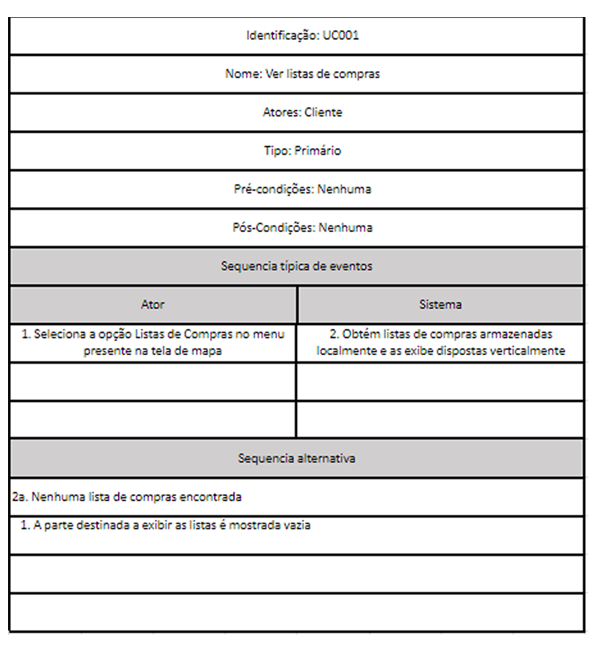 Identificação: UC001
Nome: Ver listas de compras
Atores: Cliente
Tipo: Primário
Pré-condições: Nenhuma
Pós-Condições: Nenhuma
Sequencia típica de eventos
Ator
Sistema
1. Seleciona a opção Listas de Compras no menu
presente na tela de mapa
2. Obtém listas de compras armazenadas
localmente e as exibe dispostas verticalmente
Sequencia alternativa
2a. Nenhuma lista de compras encontrada
1. A parte destinada a exibir as listas é mostrada vazia